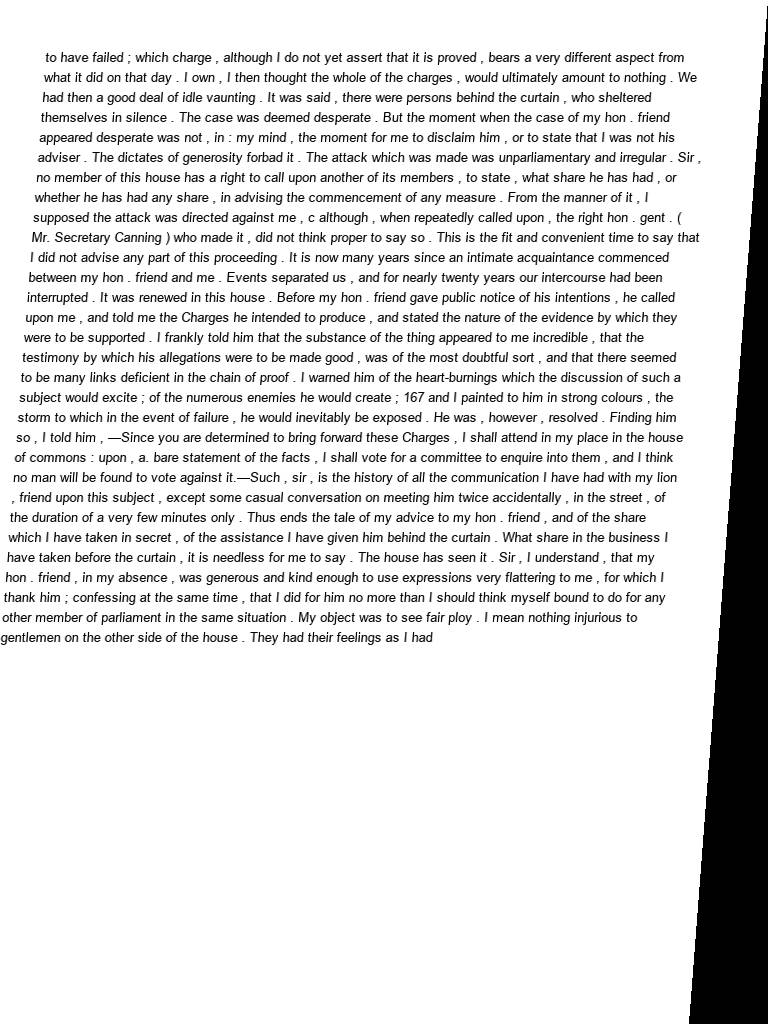 to have failed ; which charge , although I do not yet assert that it is proved , bears a very different aspect from
what it did on that day . I own , I then thought the whole of the charges , would ultimately amount to nothing . We
had then a good deal of idle vaunting . It was said , there were persons behind the curtain , who sheltered
themselves in silence . The case was deemed desperate . But the moment when the case of my hon . friend
appeared desperate was not , in : my mind , the moment for me to disclaim him , or to state that I was not his
adviser . The dictates of generosity forbad it . The attack which was made was unparliamentary and irregular . Sir ,
no member of this house has a right to call upon another of its members , to state , what share he has had , or
whether he has had any share , in advising the commencement of any measure . From the manner of it , I
supposed the attack was directed against me , c although , when repeatedly called upon , the right hon . gent . (
Mr. Secretary Canning ) who made it , did not think proper to say so . This is the fit and convenient time to say that
I did not advise any part of this proceeding . It is now many years since an intimate acquaintance commenced
between my hon . friend and me . Events separated us , and for nearly twenty years our intercourse had been
interrupted . It was renewed in this house . Before my hon . friend gave public notice of his intentions , he called
upon me , and told me the Charges he intended to produce , and stated the nature of the evidence by which they
were to be supported . I frankly told him that the substance of the thing appeared to me incredible , that the
testimony by which his allegations were to be made good , was of the most doubtful sort , and that there seemed
to be many links deficient in the chain of proof . I warned him of the heart-burnings which the discussion of such a
subject would excite ; of the numerous enemies he would create ; 167 and I painted to him in strong colours , the
storm to which in the event of failure , he would inevitably be exposed . He was , however , resolved . Finding him
so , I told him , —Since you are determined to bring forward these Charges , I shall attend in my place in the house
of commons : upon , a. bare statement of the facts , I shall vote for a committee to enquire into them , and I think
no man will be found to vote against it.—Such , sir , is the history of all the communication I have had with my lion
, friend upon this subject , except some casual conversation on meeting him twice accidentally , in the street , of
the duration of a very few minutes only . Thus ends the tale of my advice to my hon . friend , and of the share
which I have taken in secret , of the assistance I have given him behind the curtain . What share in the business I
have taken before the curtain , it is needless for me to say . The house has seen it . Sir , I understand , that my
hon . friend , in my absence , was generous and kind enough to use expressions very flattering to me , for which I
thank him ; confessing at the same time , that I did for him no more than I should think myself bound to do for any
other member of parliament in the same situation . My object was to see fair ploy . I mean nothing injurious to
gentlemen on the other side of the house . They had their feelings as I had